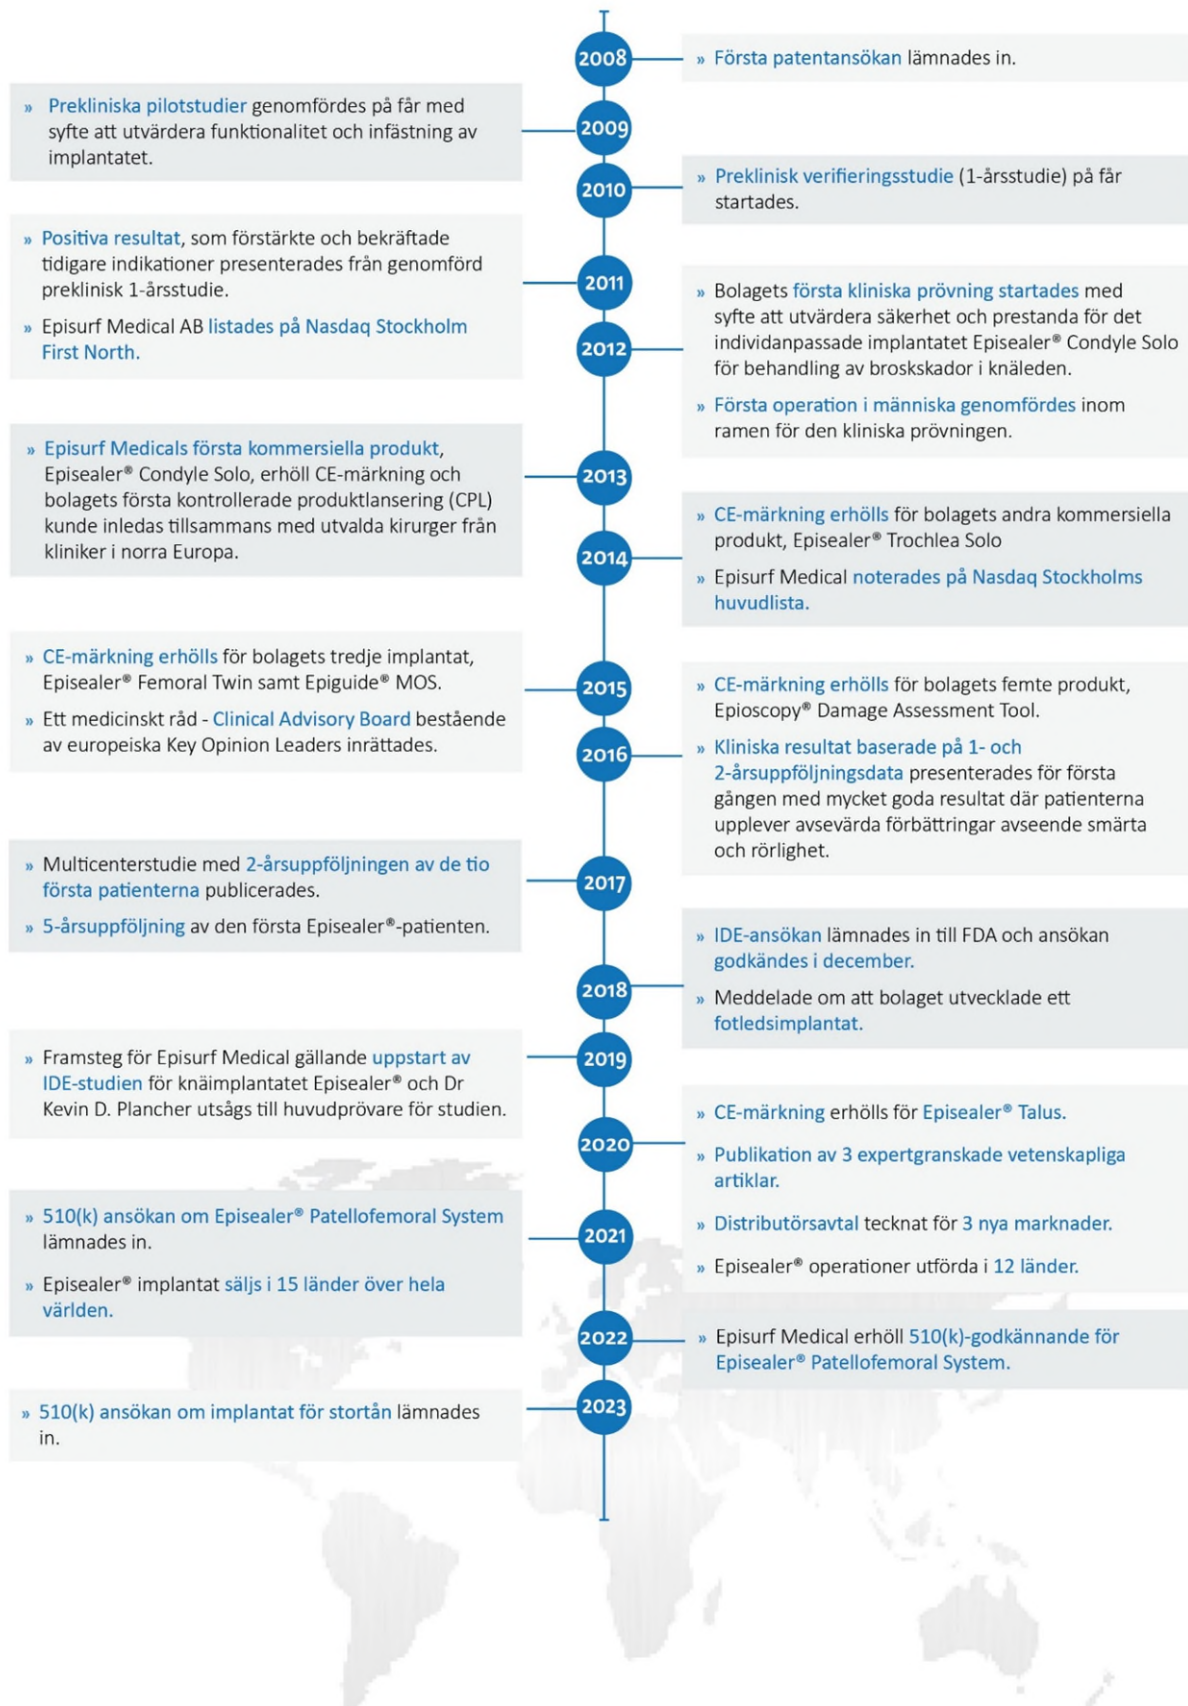 2008
» Första patentansökan lämnades in.
» Prekliniska pilotstudier genomfördes på får med
syfte att utvärdera funktionalitet och infästning av
implantatet.
2009
2010
» Preklinisk verifieringsstudie (1-årsstudie) på får
startades.
» Positiva resultat, som förstärkte och bekräftade
tidigare indikationer presenterades från genomförd
preklinisk 1-årsstudie.
» Episurf Medical AB listades på Nasdaq Stockholm
First North.
2011
2012
» Bolagets första kliniska prövning startades med
syfte att utvärdera säkerhet och prestanda för det
individanpassade implantatet Episealer® Condyle Solo
för behandling av broskskador i knäleden.
» Första operation i människa genomfördes inom
ramen för den kliniska prövningen.
» Episurf Medicals första kommersiella produkt,
Episealer® Condyle Solo, erhöll CE-märkning och
bolagets första kontrollerade produktlansering (CPL)
kunde inledas tillsammans med utvalda kirurger från
kliniker i norra Europa.
2013
2014
» CE-märkning erhölls för bolagets andra kommersiella
produkt, Episealer® Trochlea Solo
» Episurf Medical noterades på Nasdaq Stockholms
huvudlista.
» CE-märkning erhölls för bolagets tredje implantat,
Episealer® Femoral Twin samt Epiguide® MOS.
» Ett medicinskt råd - Clinical Advisory Board bestående
av europeiska Key Opinion Leaders inrättades.
2015
2016
» CE-märkning erhölls för bolagets femte produkt,
Epioscopy® Damage Assessment Tool.
» Kliniska resultat baserade på 1- och
2-årsuppföljningsdata presenterades för första
gången med mycket goda resultat där patienterna
upplever avsevärda förbättringar avseende smärta
och rörlighet.
» Multicenterstudie med 2-årsuppföljningen av de tio
första patienterna publicerades.
» 5-årsuppföljning av den första Episealer®-patienten.
2017
2018
» IDE-ansökan lämnades in till FDA och ansökan
godkändes i december.
» Meddelade om att bolaget utvecklade ett
fotledsimplantat.
» Framsteg för Episurf Medical gällande uppstart av
IDE-studien för knäimplantatet Episealer® och Dr
Kevin D. Plancher utsågs till huvudprövare för studien.
2019
2020
» CE-märkning erhölls för Episealer® Talus.
» Publikation av 3 expertgranskade vetenskapliga
artiklar.
» Distributörsavtal tecknat för 3 nya marknader.
» Episealer® operationer utförda i 12 länder.
» 510(k) ansökan om Episealer® Patellofemoral System
lämnades in.
» Episealer® implantat säljs i 15 länder över hela
världen.
2021
2022
» Episurf Medical erhöll 510(k)-godkännande för
Episealer® Patellofemoral System.
» 510(k) ansökan om implantat för stortån lämnades
in.
2023